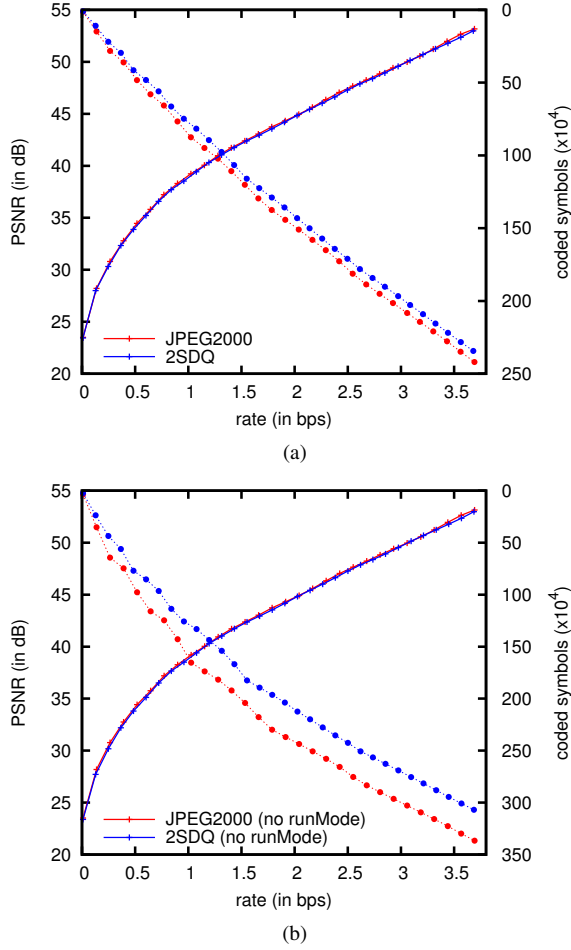 55
50
45
40
35
30
25
20
PSNR (in dB)
0
50
100
150
200
250
coded symbols (x10⁴)
JPEG2000
2SDQ
0 0.5 1 1.5 2 2.5 3 3.5
rate (in bps)
(a)
55
50
45
40
35
30
25
20
PSNR (in dB)
0
50
100
150
200
250
300
350
coded symbols (x10⁴)
JPEG2000 (no runMode)
2SDQ (no runMode)
0 0.5 1 1.5 2 2.5 3 3.5
rate (in bps)
(b)